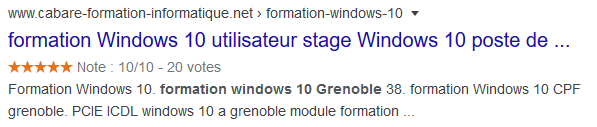 www.cabare-formation-informatique.net › formation-windows-10
formation Windows 10 utilisateur stage Windows 10 poste de ...
Note : 10/10 - 20 votes
Formation Windows 10. formation windows 10 Grenoble 38. formation Windows 10 CPF
grenoble. PCIE ICDL windows 10 a grenoble module formation ...